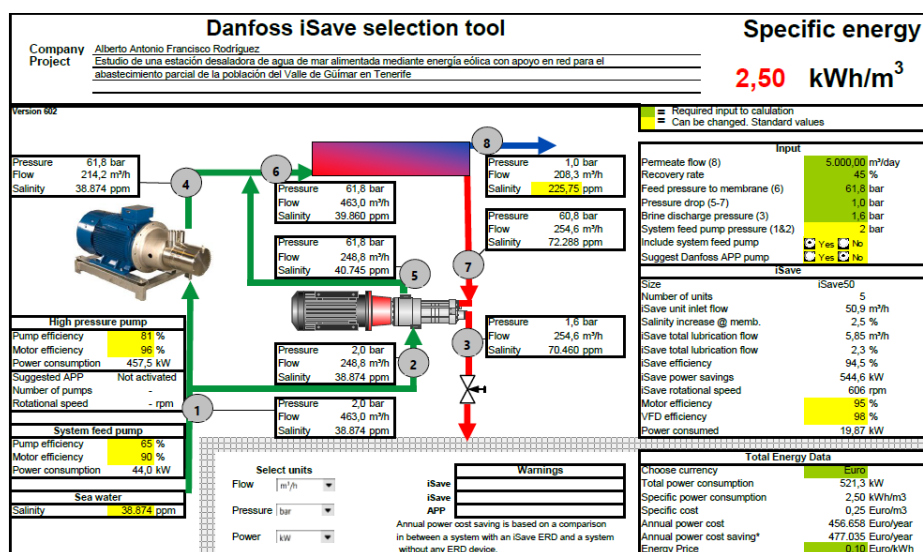 Danfoss iSave selection tool
Specific energy
Company Alberto Antonio Francisco Rodríguez
Project Estudio de una estación desaladora de agua de mar alimentada mediante energía eólica con apoyo en red para el
abastecimiento parcial de la población del Valle de Güimar en Tenerife
2,50 kWh/m³
Version 602
= Required input to calulation
= Can be changed. Standard values
Pressure 61,8 bar
Flow 214,2 m³/h
Salinity 38.874 ppm
4
6
Pressure 61,8 bar
Flow 463,0 m³/h
Salinity 39.860 ppm
8
Pressure 1,0 bar
Flow 208,3 m³/h
Salinity 225,75 ppm
Pressure 60,8 bar
Flow 254,6 m³/h
Salinity 72.288 ppm
7
Pressure 61,8 bar
Flow 248,8 m³/h
Salinity 40.745 ppm
5
Pressure 1,6 bar
Flow 254,6 m³/h
Salinity 70.460 ppm
3
Pressure 2,0 bar
Flow 248,8 m³/h
Salinity 38.874 ppm
2
1
Pressure 2,0 bar
Flow 463,0 m³/h
Salinity 38.874 ppm
High pressure pump
Pump efficiency 81 %
Motor efficiency 96 %
Power consumption 457,5 kW
Suggested APP Not activated
Number of pumps -
Rotational speed - rpm
System feed pump
Pump efficiency 65 %
Motor efficiency 90 %
Power consumption 44,0 kW
Sea water
Salinity 38.874 ppm
Select units
Flow m³/h
Pressure bar
Power kW
Warnings
iSave
iSave
APP
Annual power cost saving is based on a comparison
in between a system with an iSave ERD and a system
without any ERD device.
Input
Permeate flow (8) 5.000,00 m³/day
Recovery rate 45 %
Feed pressure to membrane (6) 61,8 bar
Pressure drop (5-7) 1,0 bar
Brine discharge pressure (3) 1,6 bar
System feed pump pressure (1&2) 2 bar
Include system feed pump Yes No
Suggest Danfoss APP pump Yes No
iSave
Size iSave50
Number of units 5
iSave unit inlet flow 50,9 m³/h
Salinity increase @ memb. 2,5 %
iSave total lubrication flow 5,85 m³/h
iSave total lubrication flow 2,3 %
iSave efficiency 94,5 %
iSave power savings 544,6 kW
iSave rotational speed 606 rpm
Motor efficiency 95 %
VFD efficiency 98 %
Power consumed 19,87 kW
Total Energy Data
Choose currency Euro
Total power consumption 521,3 kW
Specific power consumption 2,50 kWh/m3
Specific cost 0,25 Euro/m3
Annual power cost 456.658 Euro/year
Annual power cost saving* 477.035 Euro/year
Energy Price 0,10 Euro/kWh